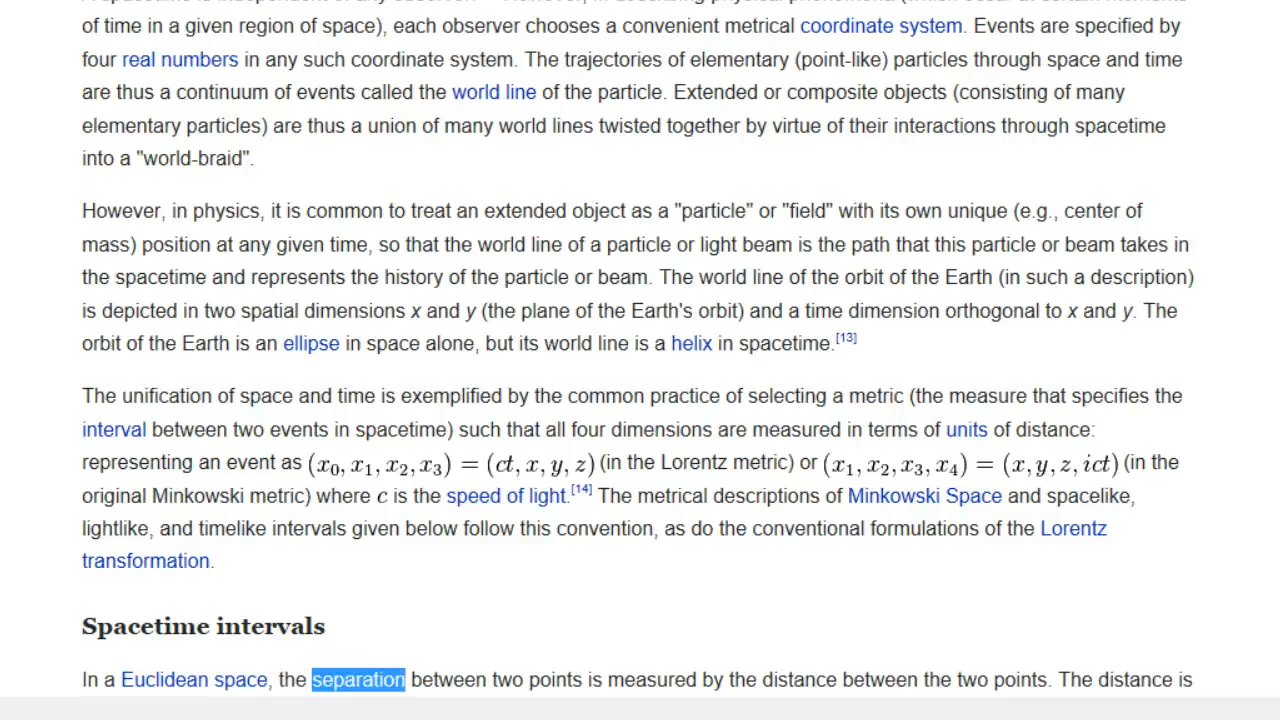 of time in a given region of space), each observer chooses a convenient metrical coordinate system. Events are specified by
four real numbers in any such coordinate system. The trajectories of elementary (point-like) particles through space and time
are thus a continuum of events called the world line of the particle. Extended or composite objects (consisting of many
elementary particles) are thus a union of many world lines twisted together by virtue of their interactions through spacetime
into a "world-braid".
However, in physics, it is common to treat an extended object as a "particle" or "field" with its own unique (e.g., center of
mass) position at any given time, so that the world line of a particle or light beam is the path that this particle or beam takes in
the spacetime and represents the history of the particle or beam. The world line of the orbit of the Earth (in such a description)
is depicted in two spatial dimensions x and y (the plane of the Earth's orbit) and a time dimension orthogonal to x and y. The
orbit of the Earth is an ellipse in space alone, but its world line is a helix in spacetime.[13]
The unification of space and time is exemplified by the common practice of selecting a metric (the measure that specifies the
interval between two events in spacetime) such that all four dimensions are measured in terms of units of distance:
representing an event as (x₀, x₁, x₂, x₃) = (ct, x, y, z) (in the Lorentz metric) or (x₁, x₂, x₃, x₄) = (x, y, z, ict) (in the
original Minkowski metric) where c is the speed of light.[14] The metrical descriptions of Minkowski Space and spacelike,
lightlike, and timelike intervals given below follow this convention, as do the conventional formulations of the Lorentz
transformation.
Spacetime intervals
In a Euclidean space, the separation between two points is measured by the distance between the two points. The distance is